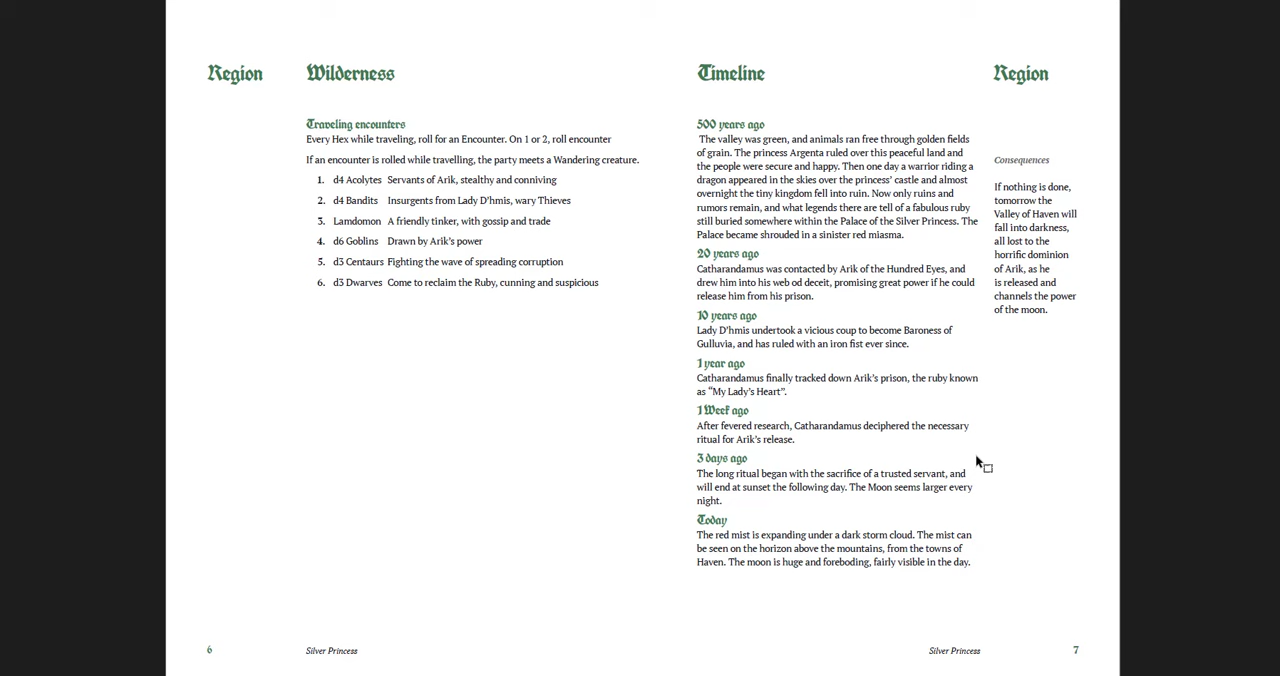 Region
Wilderness
Traveling encounters
Every Hex while traveling, roll for an Encounter. On 1 or 2, roll encounter
If an encounter is rolled while travelling, the party meets a Wandering creature.
1. d4 Acolytes Servants of Arik, stealthy and conniving
2. d4 Bandits Insurgents from Lady D'hmis, wary Thieves
3. Lamdomon A friendly tinker, with gossip and trade
4. d6 Goblins Drawn by Arik's power
5. d3 Centaurs Fighting the wave of spreading corruption
6. d3 Dwarves Come to reclaim the Ruby, cunning and suspicious
6
Silver Princess
Timeline
500 years ago
The valley was green, and animals ran free through golden fields
of grain. The princess Argenta ruled over this peaceful land and
the people were secure and happy. Then one day a warrior riding a
dragon appeared in the skies over the princess' castle and almost
overnight the tiny kingdom fell into ruin. Now only ruins and
rumors remain, and what legends there are tell of a fabulous ruby
still buried somewhere within the Palace of the Silver Princess. The
Palace became shrouded in a sinister red miasma.
20 years ago
Catharandamus was contacted by Arik of the Hundred Eyes, and
drew him into his web od deceit, promising great power if he could
release him from his prison.
10 years ago
Lady D'hmis undertook a vicious coup to become Baroness of
Gulluvia, and has ruled with an iron fist ever since.
1 year ago
Catharandamus finally tracked down Arik's prison, the ruby known
as “My Lady's Heart”.
1 Week ago
After fevered research, Catharandamus deciphered the necessary
ritual for Arik's release.
3 days ago
The long ritual began with the sacrifice of a trusted servant, and
will end at sunset the following day. The Moon seems larger every
night.
Today
The red mist is expanding under a dark storm cloud. The mist can
be seen on the horizon above the mountains, from the towns of
Haven. The moon is huge and foreboding, fairly visible in the day.
Region
Consequences
If nothing is done,
tomorrow the
Valley of Haven will
fall into darkness,
all lost to the
horrific dominion
of Arik, as he
is released and
channels the power
of the moon.
Silver Princess
7